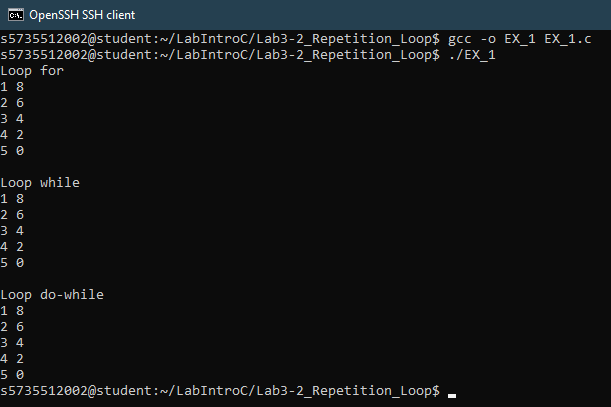 OpenSSH SSH client
s5735512002@student:~/LabIntroC/Lab3-2_Repetition_Loop$ gcc -o EX_1 EX_1.c
s5735512002@student:~/LabIntroC/Lab3-2_Repetition_Loop$ ./EX_1
Loop for
1 8
2 6
3 4
4 2
5 0
Loop while
1 8
2 6
3 4
4 2
5 0
Loop do-while
1 8
2 6
3 4
4 2
5 0
s5735512002@student:~/LabIntroC/Lab3-2_Repetition_Loop$